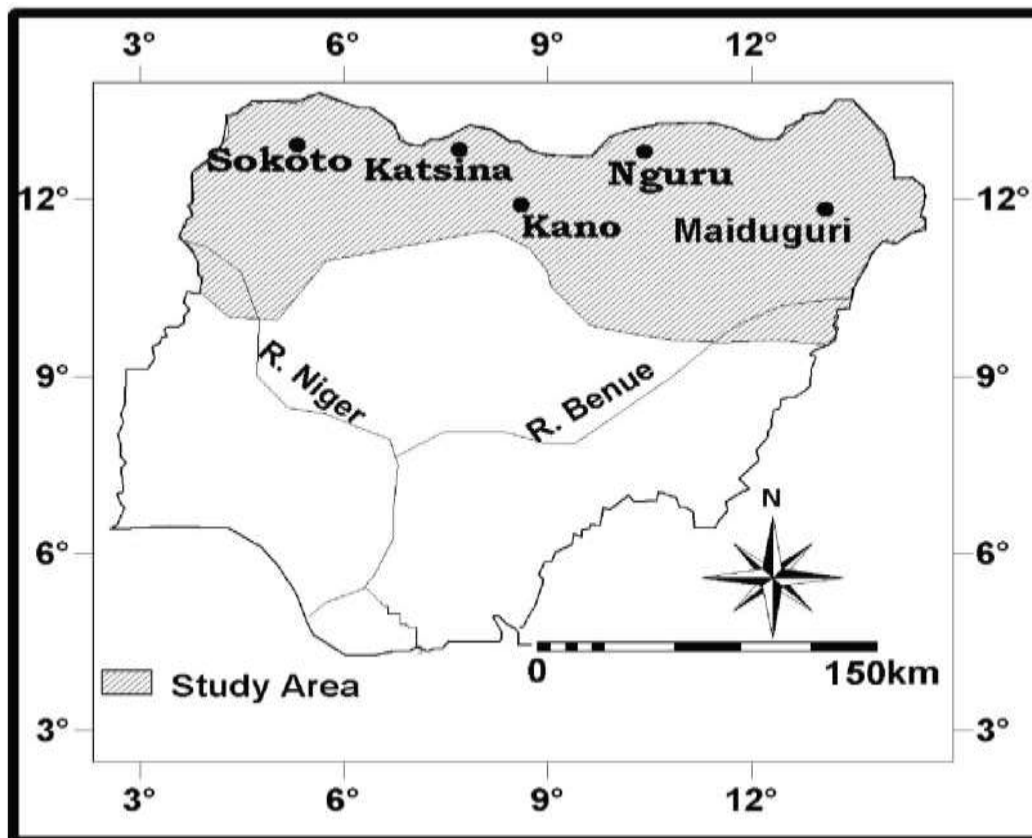 3° 6° 9° 12°
Sokoto Katsina Nguru
12° 12°
Kano Maiduguri
R. Niger R. Benue
9° 9°
N
6° 6°
0 150km
Study Area
3° 3°
3° 6° 9° 12°